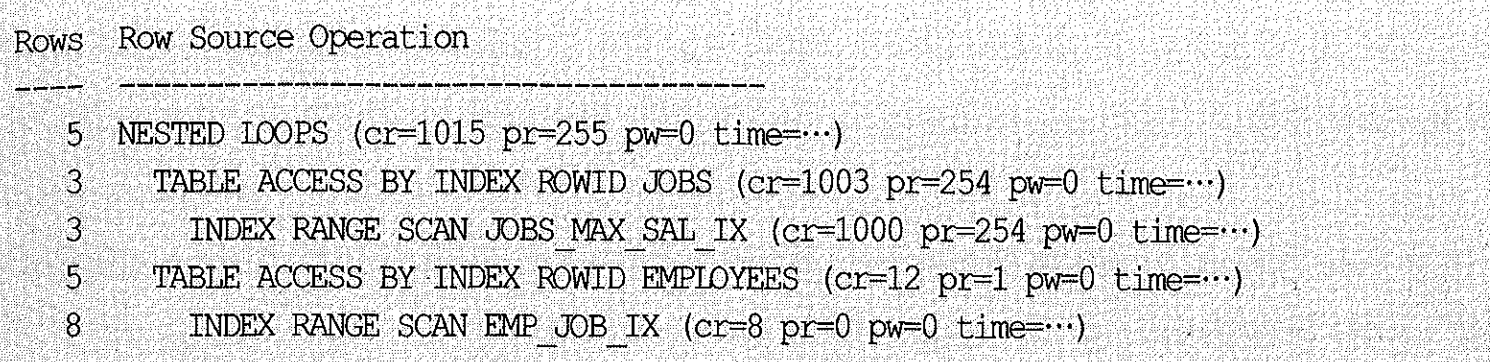 Rows  Row Source Operation
----  -------------------------------------
   5  NESTED LOOPS (cr=1015 pr=255 pw=0 time=…)
   3    TABLE ACCESS BY INDEX ROWID JOBS (cr=1003 pr=254 pw=0 time=…)
   3      INDEX RANGE SCAN JOBS_MAX_SAL_IX (cr=1000 pr=254 pw=0 time=…)
   5    TABLE ACCESS BY INDEX ROWID EMPLOYEES (cr=12 pr=1 pw=0 time=…)
   8      INDEX RANGE SCAN EMP_JOB_IX (cr=8 pr=0 pw=0 time=…)